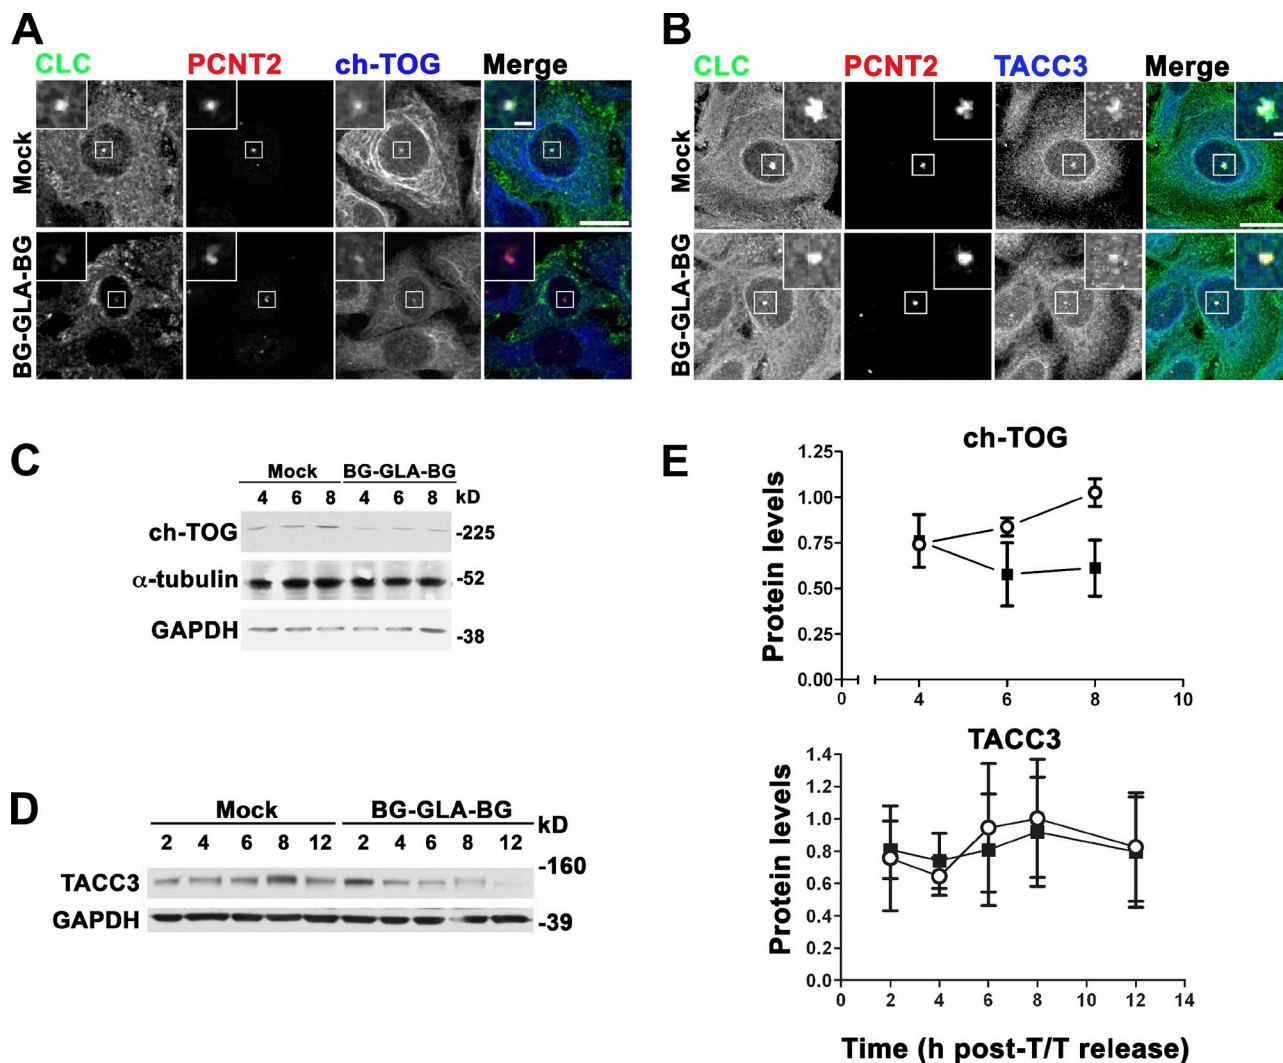 A
CLC PCNT2 ch-TOG Merge
Mock
BG-GLA-BG
B
CLC PCNT2 TACC3 Merge
Mock
BG-GLA-BG
C
Mock BG-GLA-BG
4 6 8 4 6 8 kD
ch-TOG -225
α-tubulin -52
GAPDH -38
D
Mock BG-GLA-BG
2 4 6 8 12 2 4 6 8 12 kD
-160
TACC3
GAPDH -39
E
ch-TOG
Protein levels
1.25
1.00
0.75
0.50
0.25
0.00
0 4 6 8 10
TACC3
Protein levels
1.4
1.2
1.0
0.8
0.6
0.4
0.2
0.0
0 2 4 6 8 10 12 14
Time (h post-T/T release)